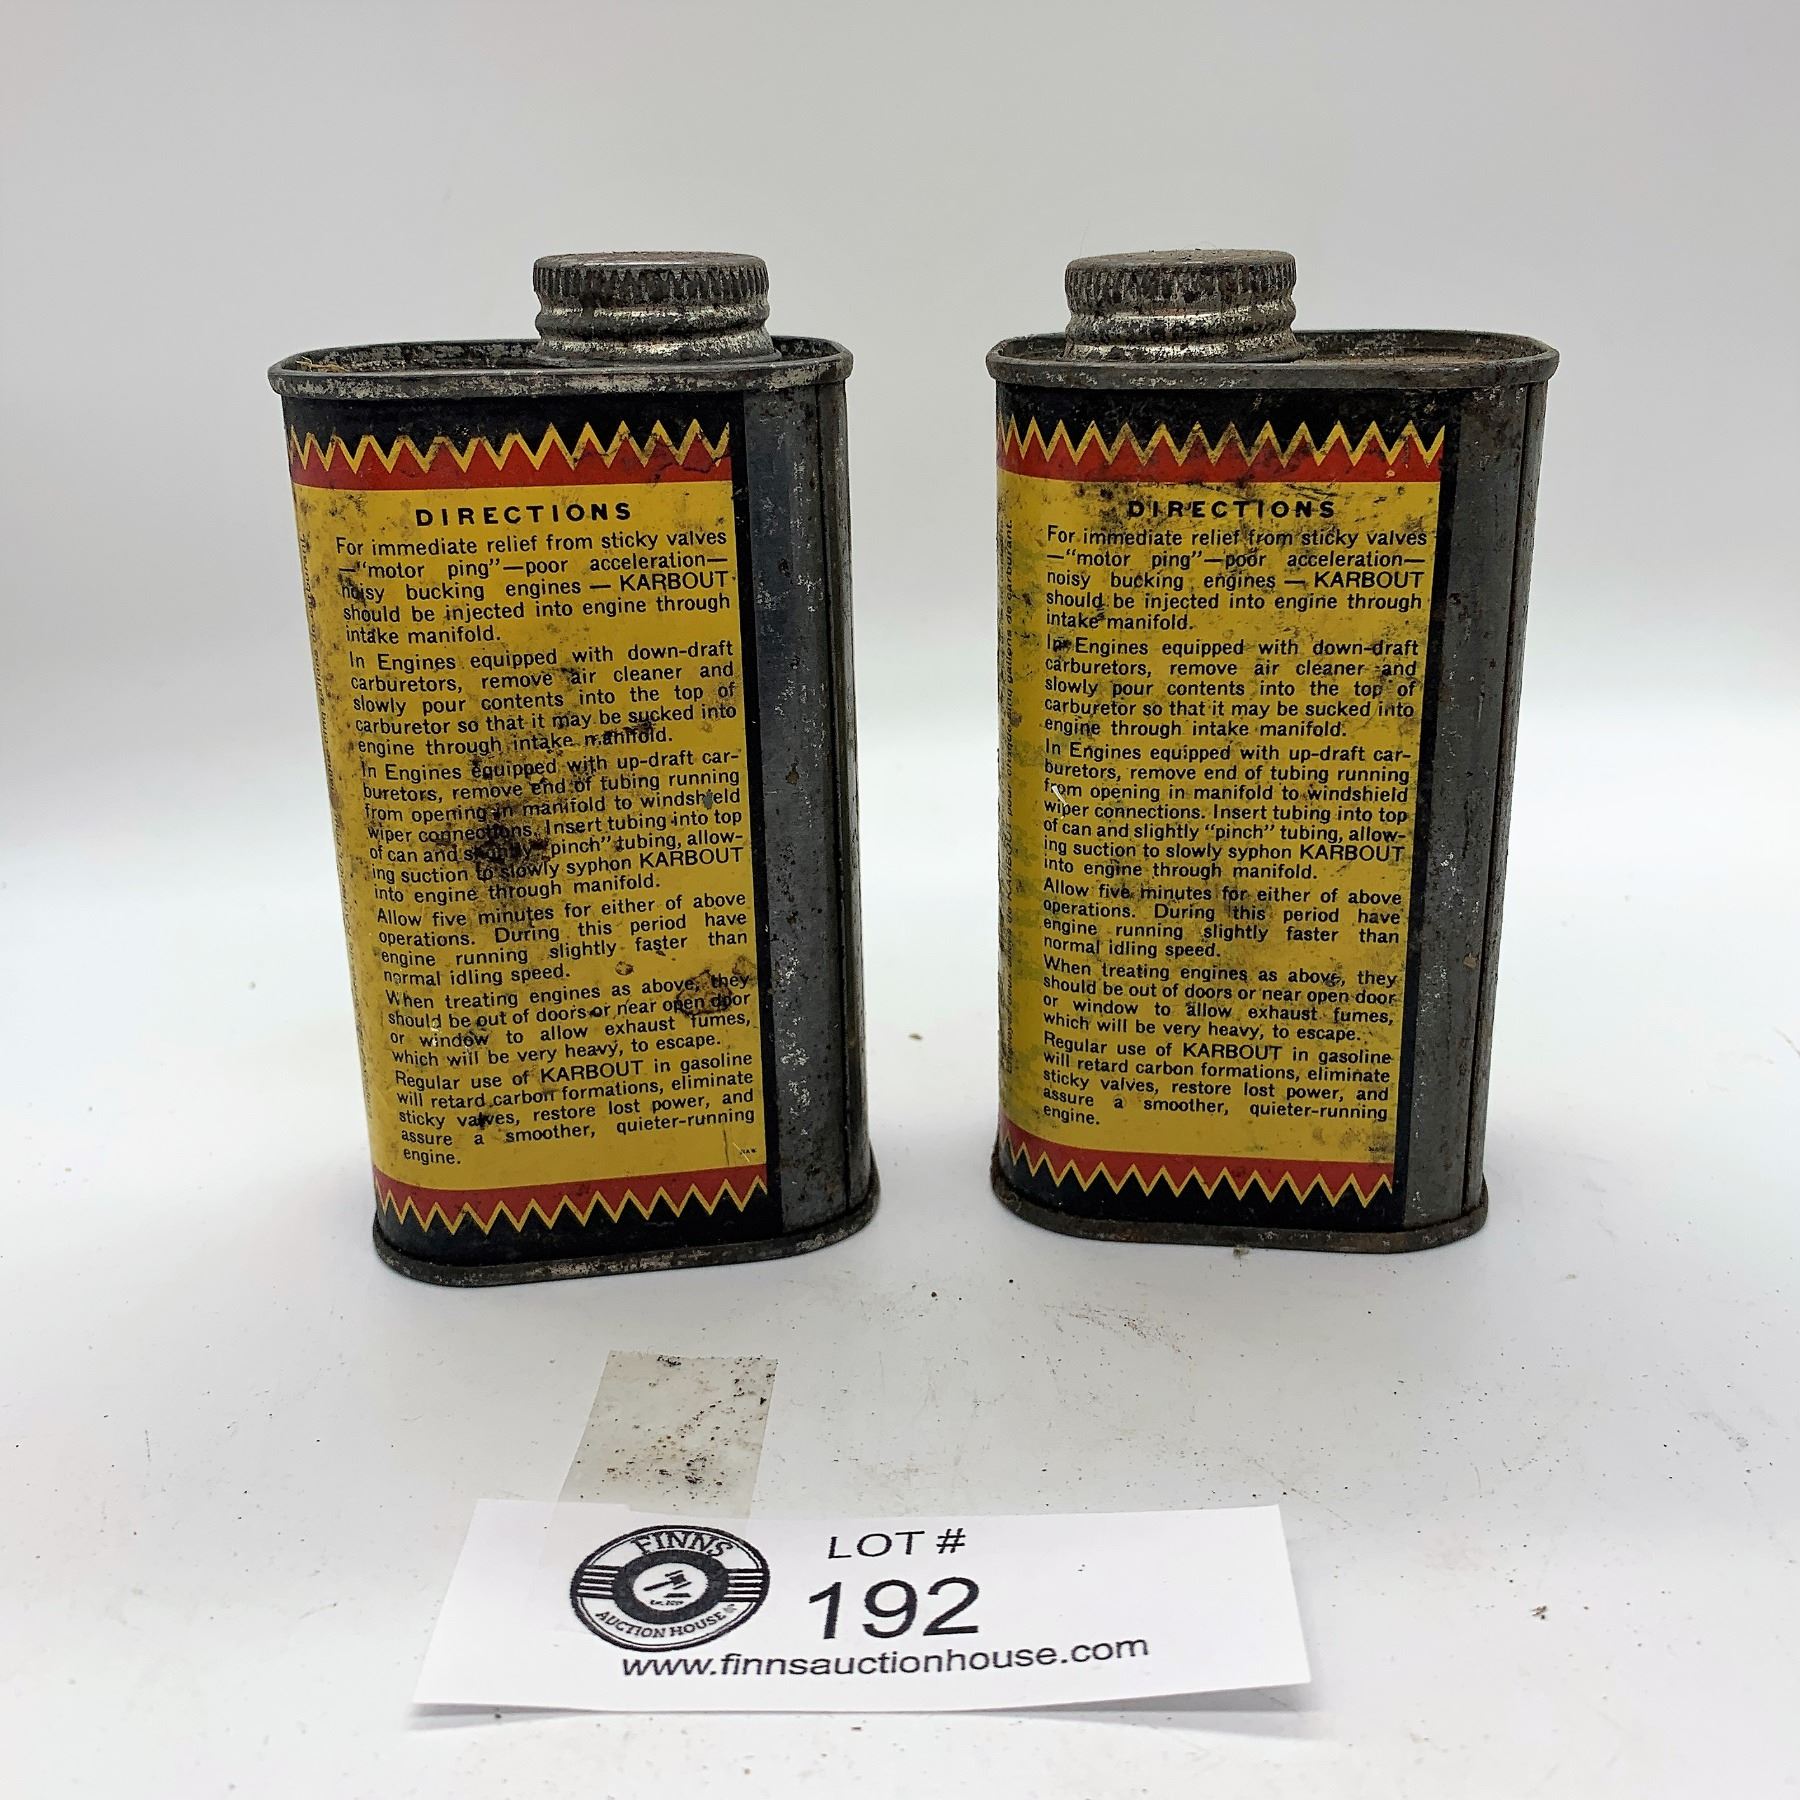 DIRECTIONS
For immediate relief from sticky valves
—"motor ping"—poor acceleration—
noisy bucking engines — KARBOUT
should be injected into engine through
intake manifold.
In Engines equipped with down-draft
carburetors, remove air cleaner and
slowly pour contents into the top of
carburetor so that it may be sucked into
engine through intake manifold.
In Engines equipped with up-draft car-
buretors, remove end of tubing running
from opening in manifold to windshield
wiper connections. Insert tubing into top
of can and slightly "pinch" tubing, allow-
ing suction to slowly syphon KARBOUT
into engine through manifold.
Allow five minutes for either of above
operations. During this period have
engine running slightly faster than
normal idling speed.
When treating engines as above, they
should be out of doors or near open door
or window to allow exhaust fumes,
which will be very heavy, to escape.
Regular use of KARBOUT in gasoline
will retard carbon formations, eliminate
sticky valves, restore lost power, and
assure a smoother, quieter-running
engine.
DIRECTIONS
For immediate relief from sticky valves
—"motor ping"—poor acceleration—
noisy bucking engines — KARBOUT
should be injected into engine through
intake manifold.
In Engines equipped with down-draft
carburetors, remove air cleaner and
slowly pour contents into the top of
carburetor so that it may be sucked into
engine through intake manifold.
In Engines equipped with up-draft car-
buretors, remove end of tubing running
from opening in manifold to windshield
wiper connections. Insert tubing into top
of can and slightly "pinch" tubing, allow-
ing suction to slowly syphon KARBOUT
into engine through manifold.
Allow five minutes for either of above
operations. During this period have
engine running slightly faster than
normal idling speed.
When treating engines as above, they
should be out of doors or near open door
or window to allow exhaust fumes,
which will be very heavy, to escape.
Regular use of KARBOUT in gasoline
will retard carbon formations, eliminate
sticky valves, restore lost power, and
assure a smoother, quieter-running
engine.
FINNS
AUCTION HOUSE
LOT #
192
www.finnsauctionhouse.com